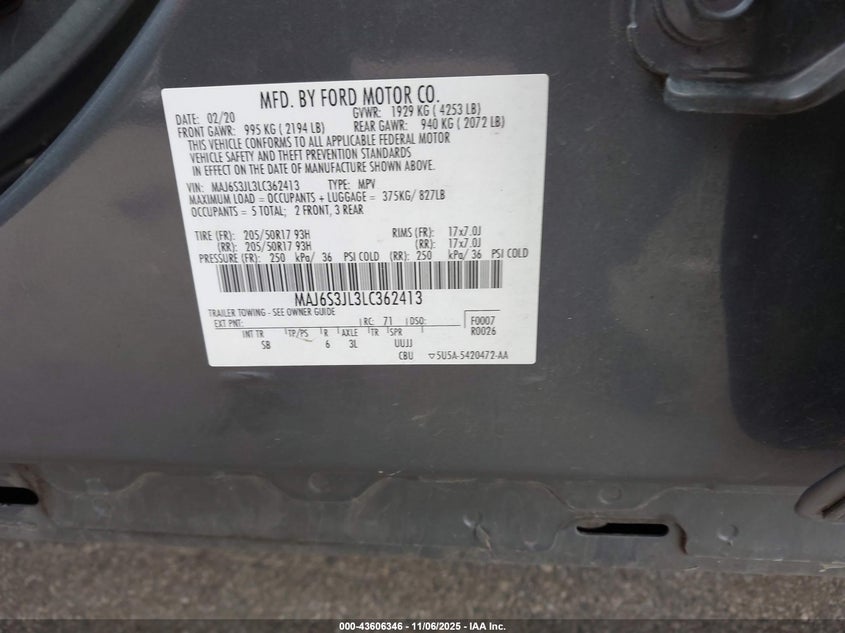 MFD. BY FORD MOTOR CO.
DATE: 02/20 GVWR: 1929 KG ( 4253 LB)
FRONT GAWR: 995 KG ( 2194 LB) REAR GAWR: 940 KG ( 2072 LB)
THIS VEHICLE CONFORMS TO ALL APPLICABLE FEDERAL MOTOR
VEHICLE SAFETY AND THEFT PREVENTION STANDARDS
IN EFFECT ON THE DATE OF MANUFACTURE SHOWN ABOVE.
VIN: MAJ6S3JL3LC362413 TYPE: MPV
MAXIMUM LOAD = OCCUPANTS + LUGGAGE = 375KG/ 827LB
OCCUPANTS = 5 TOTAL; 2 FRONT, 3 REAR
TIRE (FR): 205/50R17 93H RIMS (FR): 17x7.0J
(RR): 205/50R17 93H (RR): 17x7.0J
PRESSURE (FR): 250 kPa/ 36 PSI COLD (RR): 250 kPa/ 36 PSI COLD
MAJ6S3JL3LC362413
TRAILER TOWING - SEE OWNER GUIDE
EXT PNT: RC: 71 DSO: F0007
R0026
INT TR TP/PS R AXLE TR SPR
SB 6 3L UUJJ
CBU ▽5U5A-5420472-AA
000-43606346 - 11/06/2025 - IAA Inc.